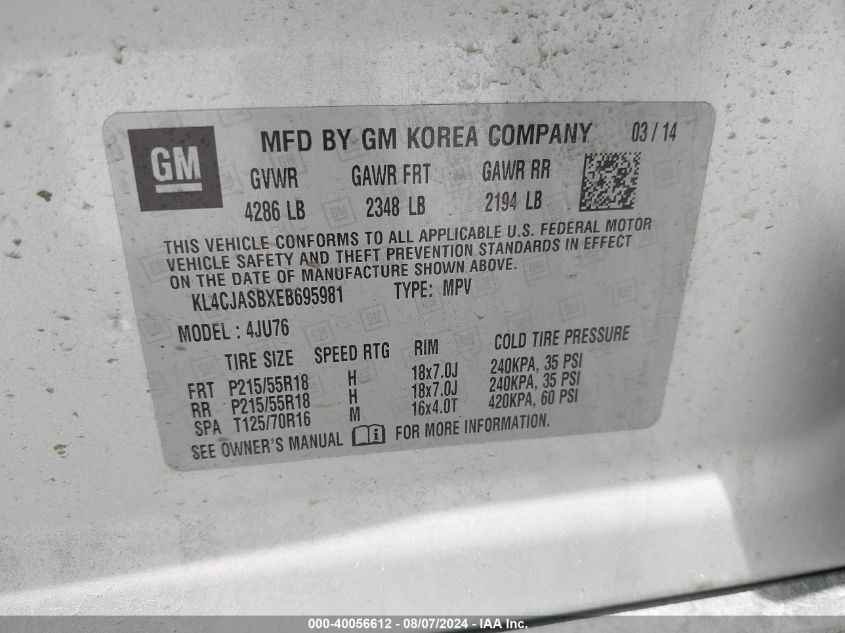 GM
MFD BY GM KOREA COMPANY 03/14
GVWR GAWR FRT GAWR RR
4286 LB 2348 LB 2194 LB
THIS VEHICLE CONFORMS TO ALL APPLICABLE U.S. FEDERAL MOTOR
VEHICLE SAFETY AND THEFT PREVENTION STANDARDS IN EFFECT
ON THE DATE OF MANUFACTURE SHOWN ABOVE.
KL4CJASBXEB695981 TYPE: MPV
MODEL: 4JU76
TIRE SIZE SPEED RTG RIM COLD TIRE PRESSURE
FRT P215/55R18 H 18x7.0J 240KPA, 35 PSI
RR P215/55R18 H 18x7.0J 240KPA, 35 PSI
SPA T125/70R16 M 16x4.0T 420KPA, 60 PSI
SEE OWNER'S MANUAL i FOR MORE INFORMATION.
000-40056612 - 08/07/2024 - IAA Inc.